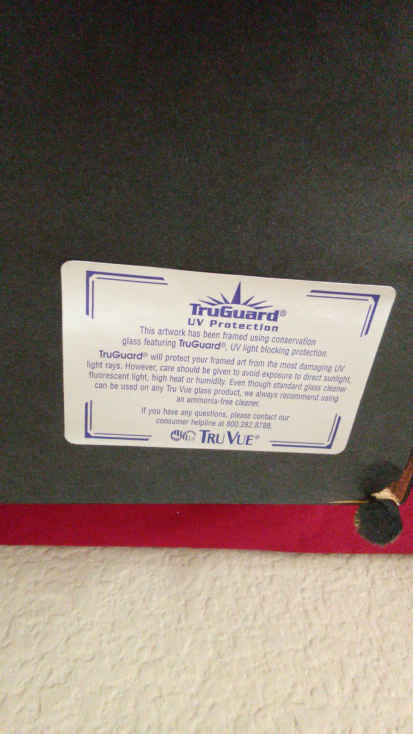 TruGuard®
UV Protection
This artwork has been framed using conservation
glass featuring TruGuard®, UV light blocking protection.
TruGuard® will protect your framed art from the most damaging UV
light rays. However, care should be given to avoid exposure to direct sunlight,
fluorescent light, high heat or humidity. Even though standard glass cleaner
can be used on any Tru Vue glass product, we always recommend using
an ammonia-free cleaner.
If you have any questions, please contact our
consumer helpline at 800.282.8788.
TRU VUE®